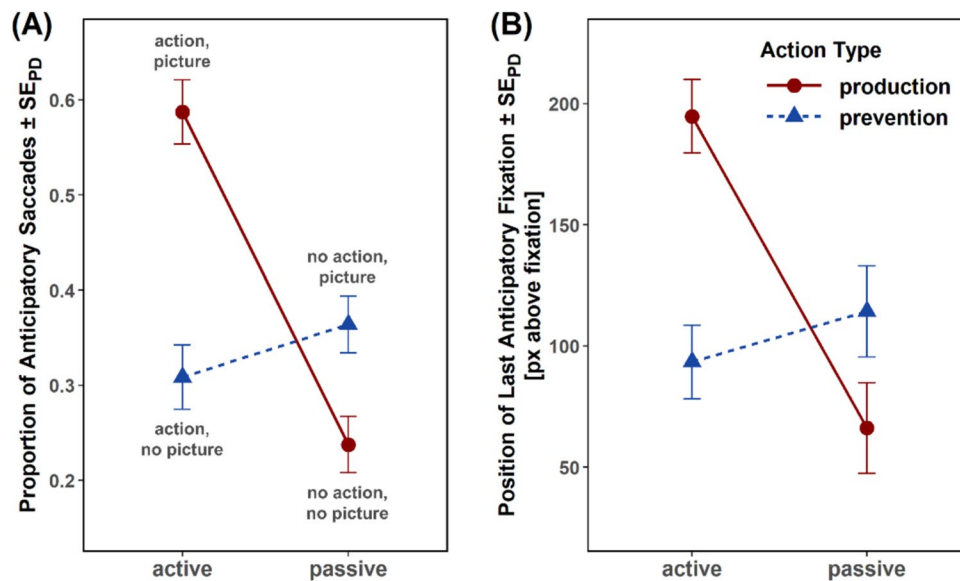 (A)
Proportion of Anticipatory Saccades ± SEPD
0.6
0.5
0.4
0.3
0.2
action,
picture
no action,
picture
action,
no picture
no action,
no picture
active
passive
(B)
Position of Last Anticipatory Fixation ± SEPD
[px above fixation]
200
150
100
50
Action Type
production
prevention
active
passive